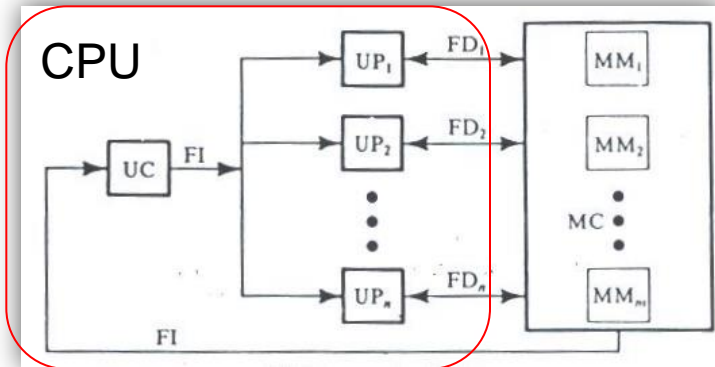 CPU
UP₁ FD₁ MM₁
UC FI UP₂ FD₂ MM₂
MC
UPₙ FDₙ MMₘ
FI